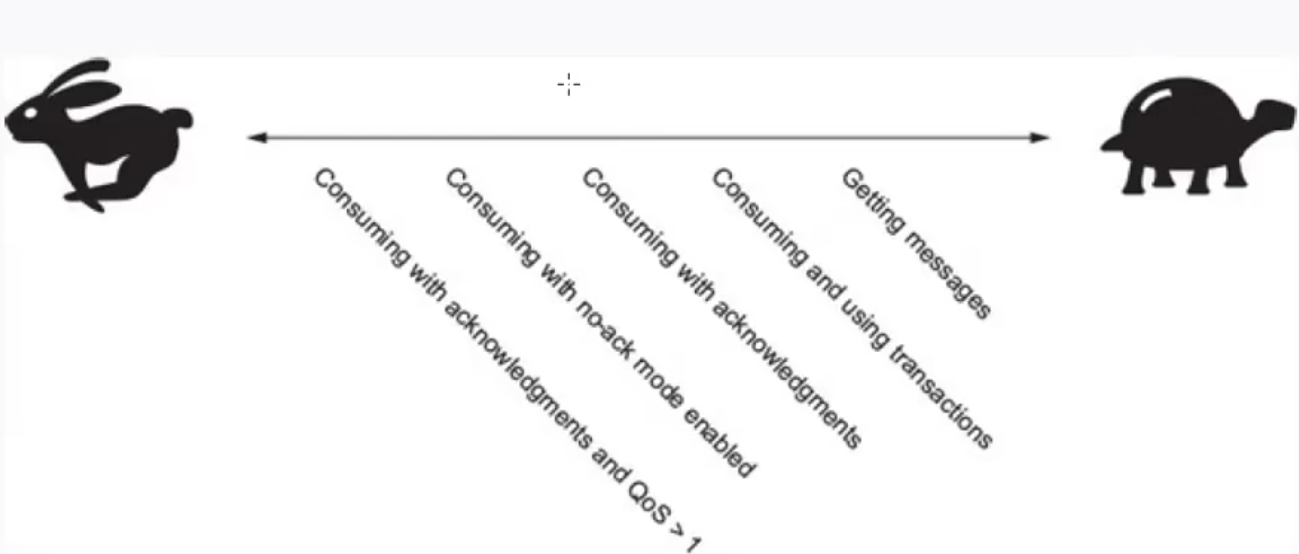 Consuming with acknowledgments and QoS > 1
Consuming with no-ack mode enabled
Consuming with acknowledgments
Consuming and using transactions
Getting messages